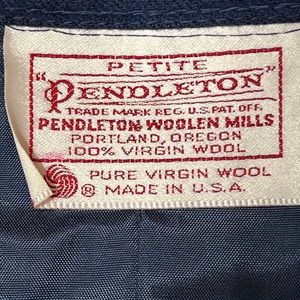 PETITE
"PENDLETON"
TRADE MARK REG. U.S. PAT. OFF.
PENDLETON WOOLEN MILLS
PORTLAND, OREGON
100% VIRGIN WOOL
® PURE VIRGIN WOOL
MADE IN U.S.A.